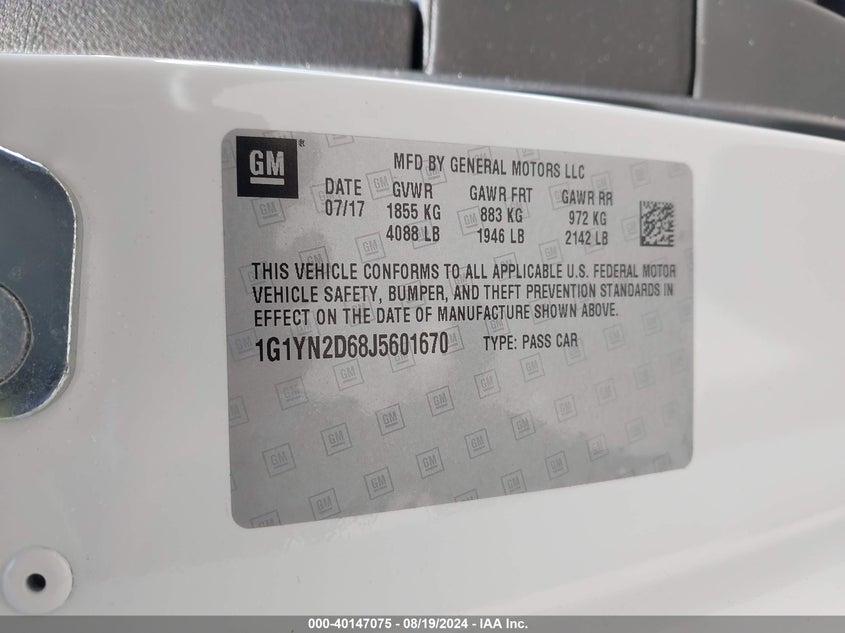 GM
MFD BY GENERAL MOTORS LLC
DATE GVWR GAWR FRT GAWR RR
07/17 1855 KG 883 KG 972 KG
4088 LB 1946 LB 2142 LB
THIS VEHICLE CONFORMS TO ALL APPLICABLE U.S. FEDERAL MOTOR
VEHICLE SAFETY, BUMPER, AND THEFT PREVENTION STANDARDS IN
EFFECT ON THE DATE OF MANUFACTURE SHOWN ABOVE.
1G1YN2D68J5601670 TYPE: PASS CAR
000-40147075 - 08/19/2024 - IAA Inc.